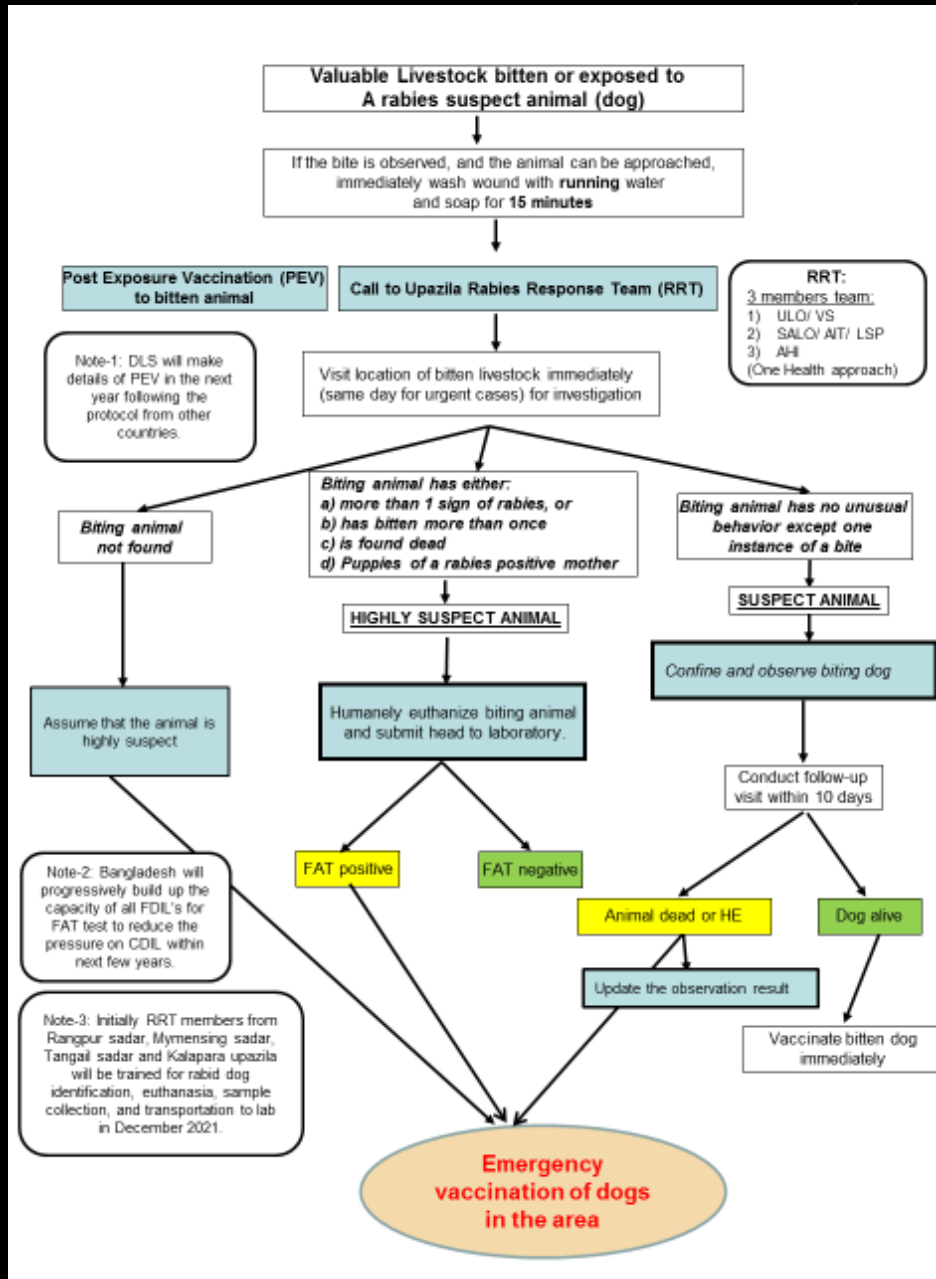 Valuable Livestock bitten or exposed to
A rabies suspect animal (dog)
If the bite is observed, and the animal can be approached,
immediately wash wound with running water
and soap for 15 minutes
Post Exposure Vaccination (PEV)
to bitten animal
Call to Upazila Rabies Response Team (RRT)
RRT:
3 members team:
1) ULO/ VS
2) SALO/ AIT/ LSP
3) AHI
(One Health approach)
Note-1: DLS will make
details of PEV in the next
year following the
protocol from other
countries.
Visit location of bitten livestock immediately
(same day for urgent cases) for investigation
Biting animal
not found
Biting animal has either:
a) more than 1 sign of rabies, or
b) has bitten more than once
c) is found dead
d) Puppies of a rabies positive mother
Biting animal has no unusual
behavior except one
instance of a bite
HIGHLY SUSPECT ANIMAL
SUSPECT ANIMAL
Assume that the animal is
highly suspect
Humanely euthanize biting animal
and submit head to laboratory.
Confine and observe biting dog
Conduct follow-up
visit within 10 days
Note-2: Bangladesh will
progressively build up the
capacity of all FDIL's for
FAT test to reduce the
pressure on CDIL within
next few years.
FAT positive
FAT negative
Animal dead or HE
Dog alive
Update the observation result
Vaccinate bitten dog
immediately
Note-3: Initially RRT members from
Rangpur sadar, Mymensing sadar,
Tangail sadar and Kalapara upazila
will be trained for rabid dog
identification, euthanasia, sample
collection, and transportation to lab
in December 2021.
Emergency
vaccination of dogs
in the area